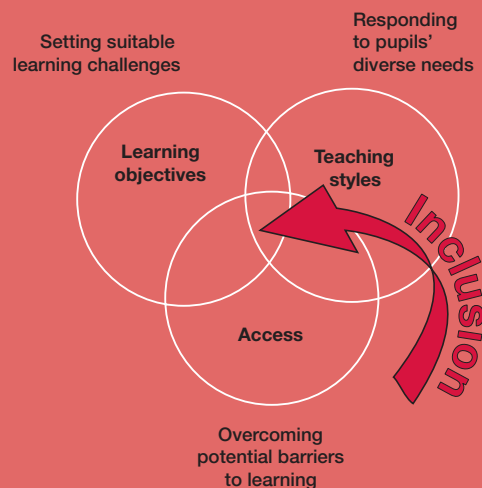 Setting suitable
learning challenges
Responding
to pupils'
diverse needs
Learning
objectives
Teaching
styles
Access
Inclusion
Overcoming
potential barriers
to learning